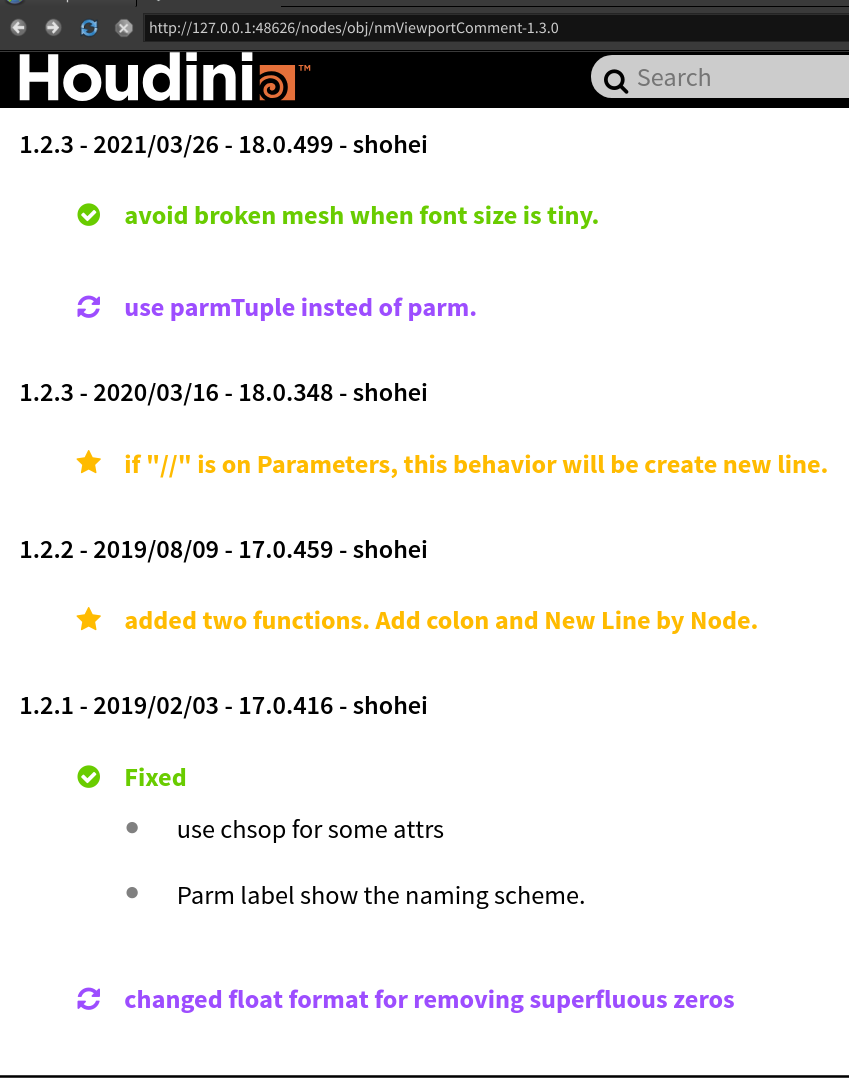 http://127.0.0.1:48626/nodes/obj/nmViewportComment-1.3.0
Houdini™
Search
1.2.3 - 2021/03/26 - 18.0.499 - shohei
avoid broken mesh when font size is tiny.
use parmTuple insted of parm.
1.2.3 - 2020/03/16 - 18.0.348 - shohei
if "//" is on Parameters, this behavior will be create new line.
1.2.2 - 2019/08/09 - 17.0.459 - shohei
added two functions. Add colon and New Line by Node.
1.2.1 - 2019/02/03 - 17.0.416 - shohei
Fixed
use chsop for some attrs
Parm label show the naming scheme.
changed float format for removing superfluous zeros